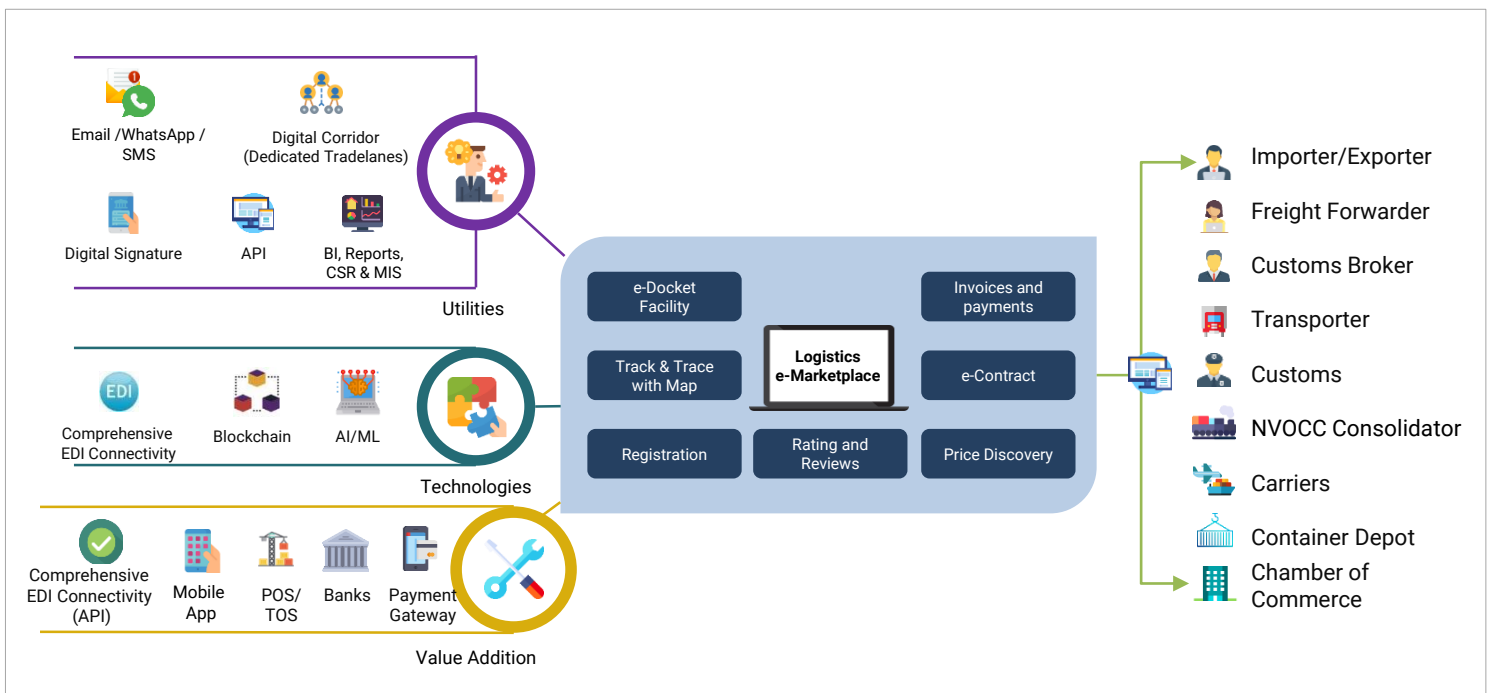 Email /WhatsApp /
SMS
Digital Corridor
(Dedicated Tradelanes)
Digital Signature
API
BI, Reports,
CSR & MIS
Utilities
EDI
Comprehensive
EDI Connectivity
Blockchain
AI/ML
Technologies
Comprehensive
EDI Connectivity
(API)
Mobile
App
POS/
TOS
Banks
Payment
Gateway
Value Addition
e-Docket
Facility
Invoices and
payments
Track & Trace
with Map
Logistics
e-Marketplace
e-Contract
Registration
Rating and
Reviews
Price Discovery
Importer/Exporter
Freight Forwarder
Customs Broker
Transporter
Customs
NVOCC Consolidator
Carriers
Container Depot
Chamber of
Commerce